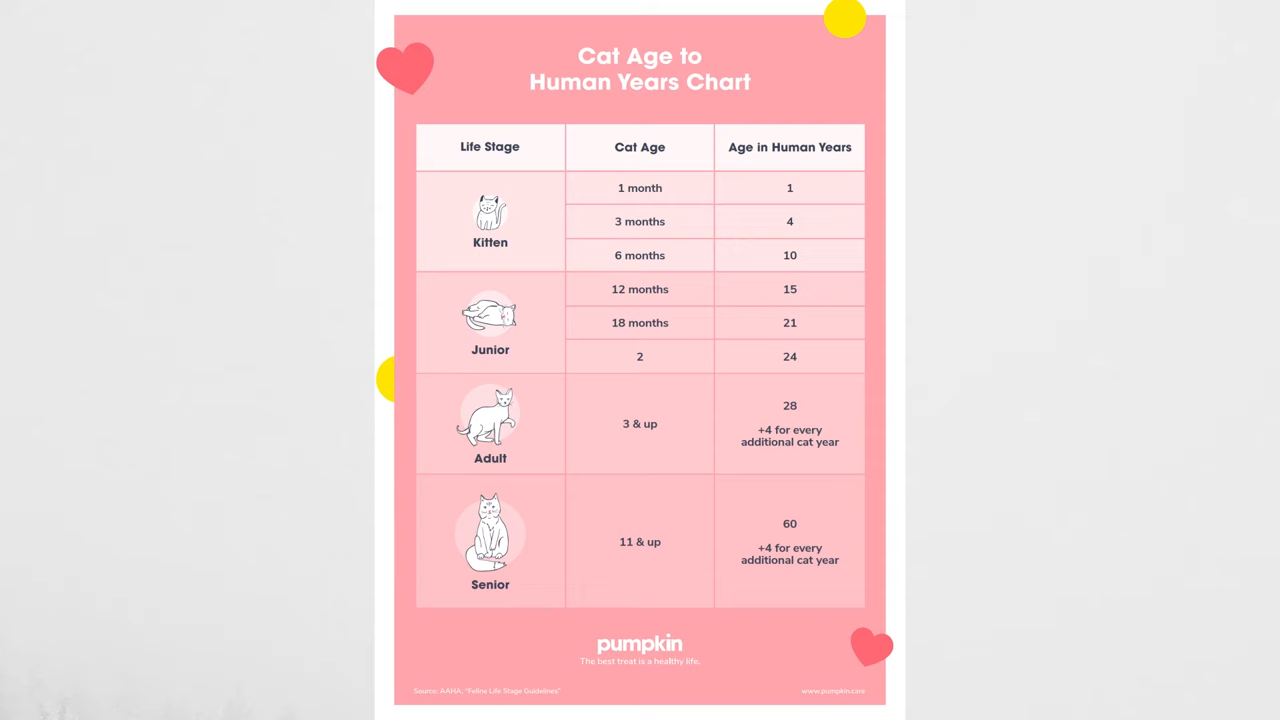 Cat Age to
Human Years Chart
Life Stage
Cat Age
Age in Human Years
Kitten
1 month
1
3 months
4
6 months
10
Junior
12 months
15
18 months
21
2
24
Adult
3 & up
28
+4 for every
additional cat year
Senior
11 & up
60
+4 for every
additional cat year
pumpkin
The best treat is a healthy life.
Source: AAHA, "Feline Life Stage Guidelines"
www.pumpkin.care